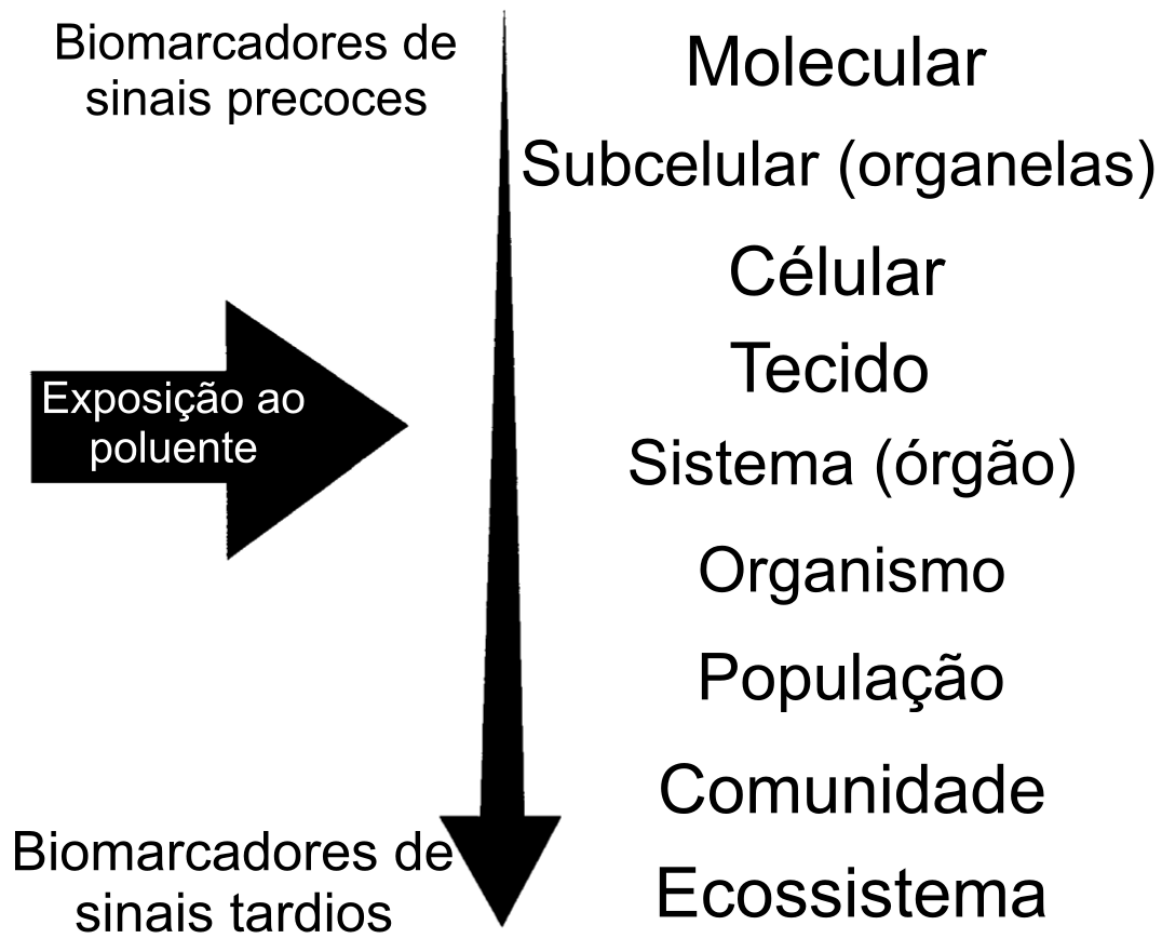 Biomarcadores de
sinais precoces
Molecular
Subcelular (organelas)
Célular
Tecido
Exposição ao
poluente
Sistema (órgão)
Organismo
População
Comunidade
Biomarcadores de
sinais tardios
Ecossistema